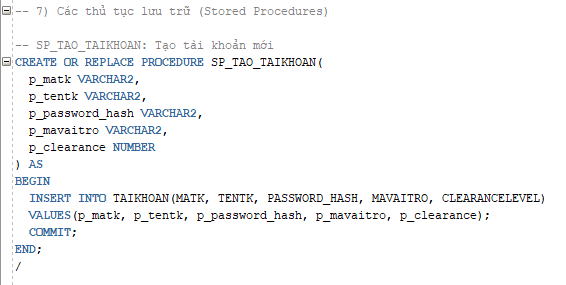 -- 7) Các thủ tục lưu trữ (Stored Procedures)
-- SP_TAO_TAIKHOAN: Tạo tài khoản mới
CREATE OR REPLACE PROCEDURE SP_TAO_TAIKHOAN(
  p_matk VARCHAR2,
  p_tentk VARCHAR2,
  p_password_hash VARCHAR2,
  p_mavaitro VARCHAR2,
  p_clearance NUMBER
) AS
BEGIN
  INSERT INTO TAIKHOAN(MATK, TENTK, PASSWORD_HASH, MAVAITRO, CLEARANCELEVEL)
  VALUES(p_matk, p_tentk, p_password_hash, p_mavaitro, p_clearance);
  COMMIT;
END;
/